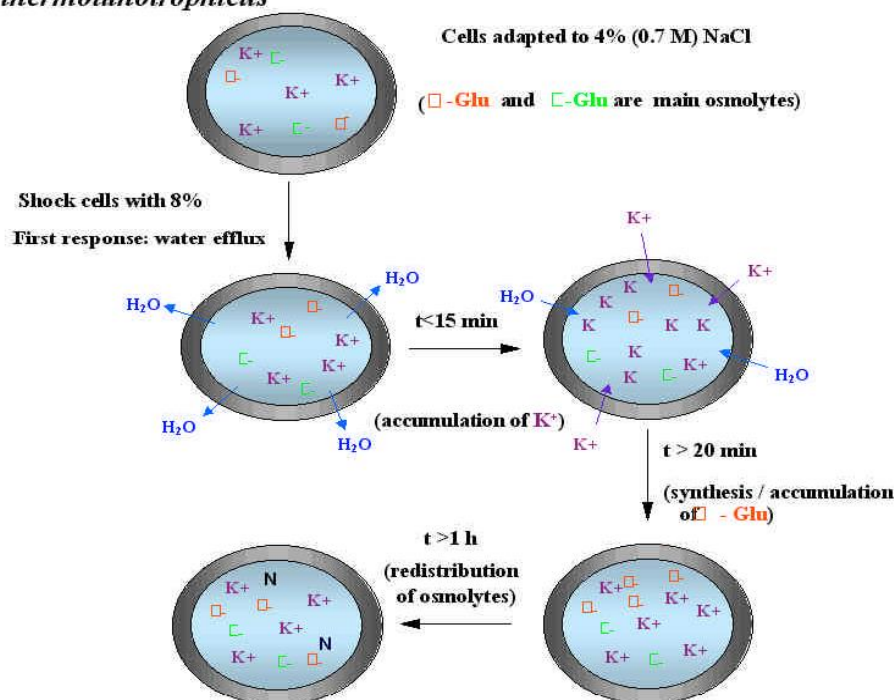 Cells adapted to 4% (0.7 M) NaCl
K+
K+
K+
K+
(□-Glu and -Glu are main osmolytes)
Shock cells with 8%
First response: water efflux
K+
H₂O
K+
H₂O
H₂O
K+
K+
K+
K+
H₂O
H₂O
t<15 min
(accumulation of K⁺)
K+
H₂O
K
K
K
K
K
K
K
K+
H₂O
K+
t > 20 min
(synthesis / accumulation
of □ - Glu)
t >1 h
(redistribution
of osmolytes)
K+
N
K+
K+
N
K+
K+
K+
K+
K+
K+
K+